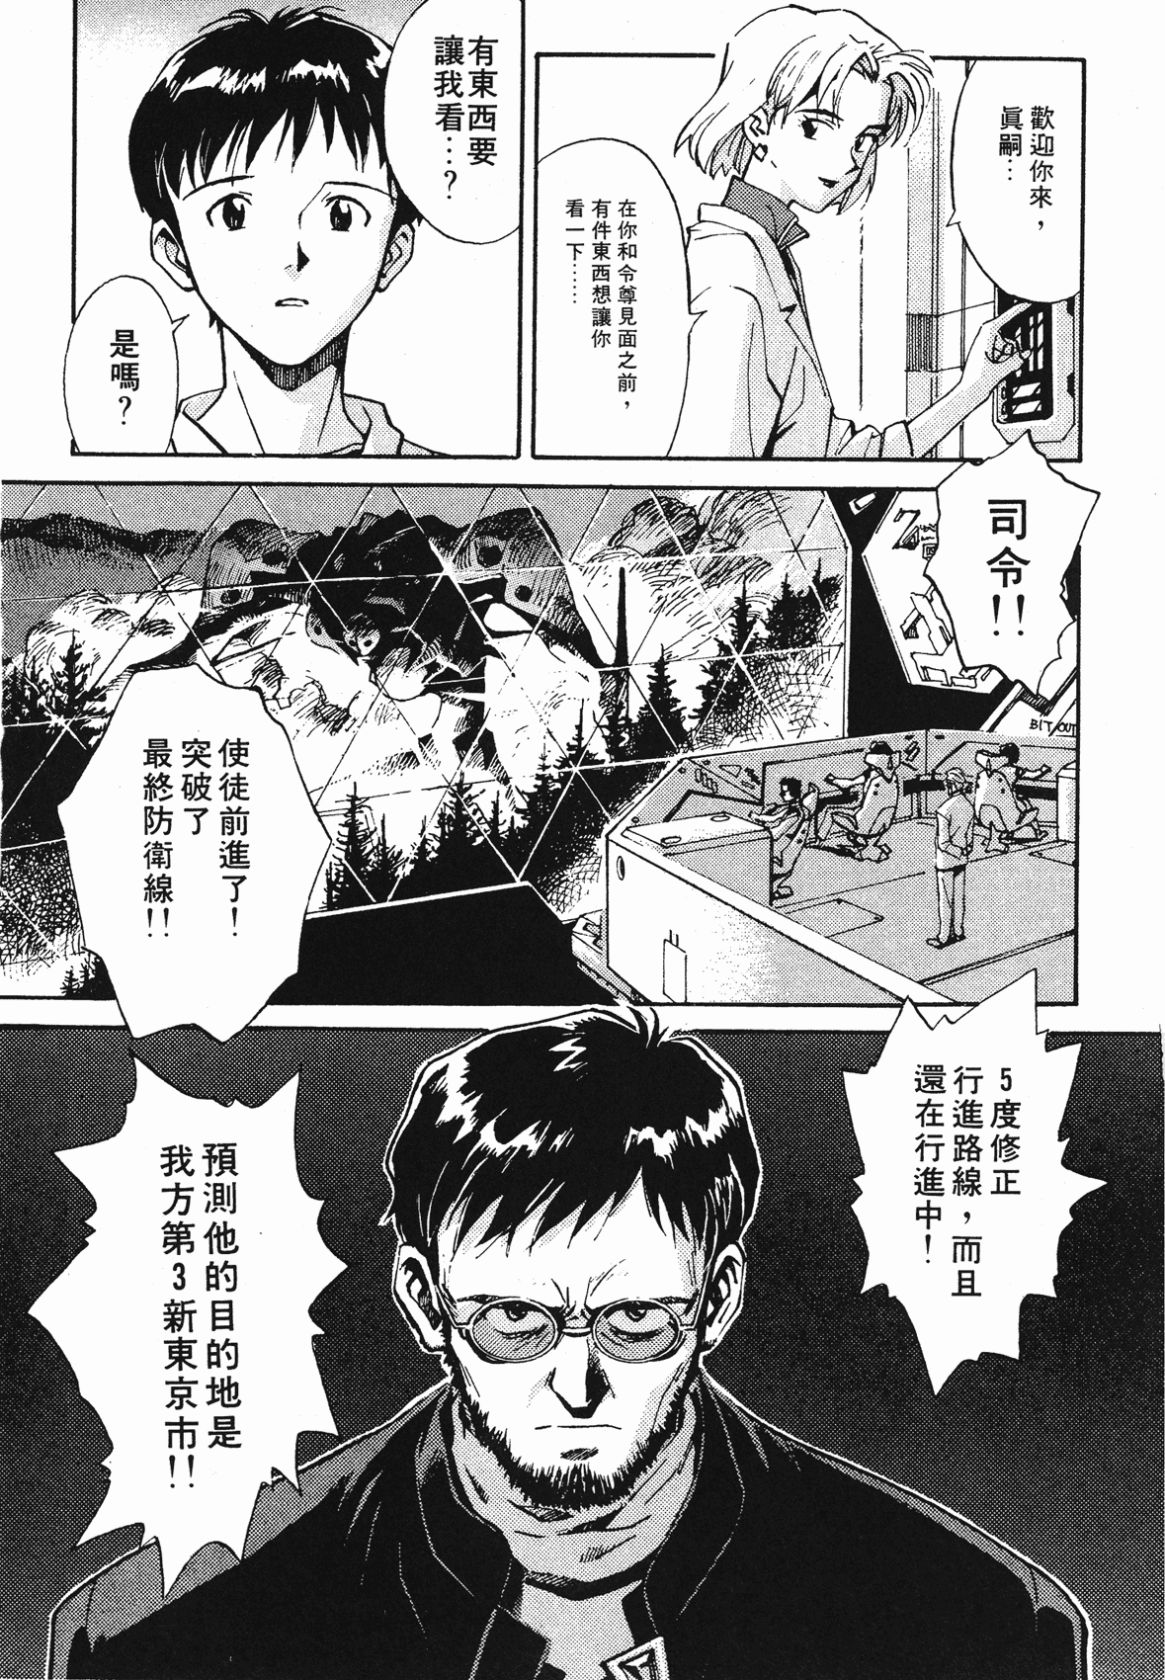 歡迎你來，
眞嗣…
在你和令尊見面之前，
有件東西想讓你
看一下……
有東西要
讓我看…？
是嗎？
司令！！
BIT OUT
使徒前進了！
突破了
最終防衛線！！
5度修正
行進路線，而且
還在行進中！
預測他的目的地是
我方第3新東京市！！